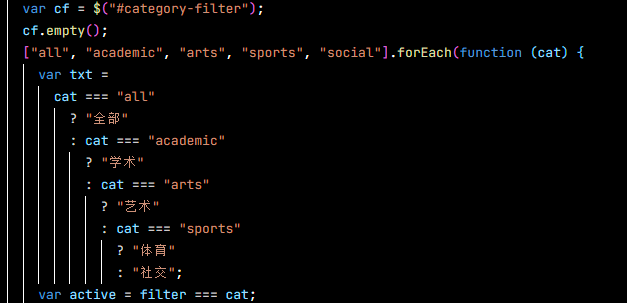 var cf = $("#category-filter");
cf.empty();
["all", "academic", "arts", "sports", "social"].forEach(function (cat) {
var txt =
cat === "all"
? "全部"
: cat === "academic"
? "学术"
: cat === "arts"
? "艺术"
: cat === "sports"
? "体育"
: "社交";
var active = filter === cat;